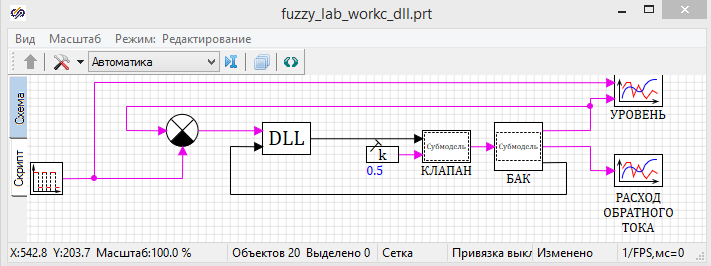 fuzzy_lab_workc_dll.prt
Вид Масштаб Режим: Редактирование
Автоматика
Схема
Скрипт
УРОВЕНЬ
DLL
k
0.5
Субмодель
КЛАПАН
Субмодель
БАК
РАСХОД
ОБРАТНОГО
ТОКА
X:542.8 Y:203.7 Масштаб:100.0 % Объектов 20 Выделено 0 Сетка Привязка выкл Изменено 1/FPS,мс=0